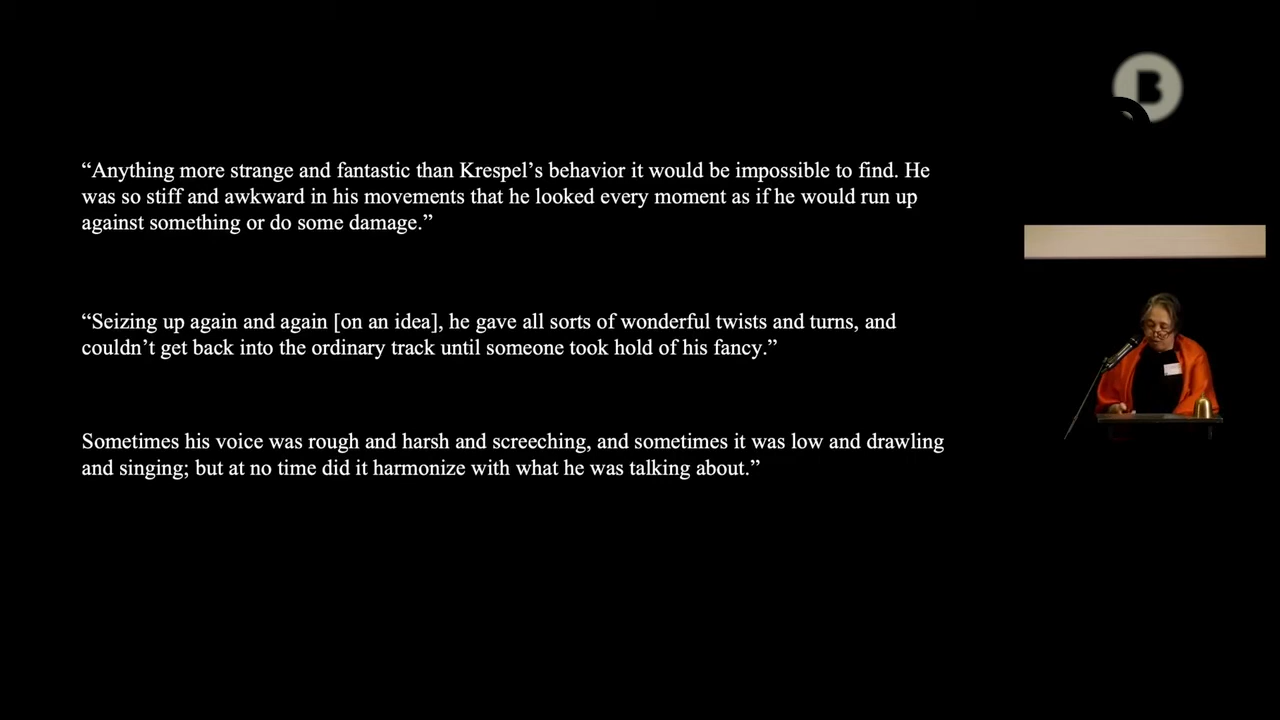 B
“Anything more strange and fantastic than Krespel’s behavior it would be impossible to find. He
was so stiff and awkward in his movements that he looked every moment as if he would run up
against something or do some damage.”
“Seizing up again and again [on an idea], he gave all sorts of wonderful twists and turns, and
couldn’t get back into the ordinary track until someone took hold of his fancy.”
Sometimes his voice was rough and harsh and screeching, and sometimes it was low and drawling
and singing; but at no time did it harmonize with what he was talking about.”